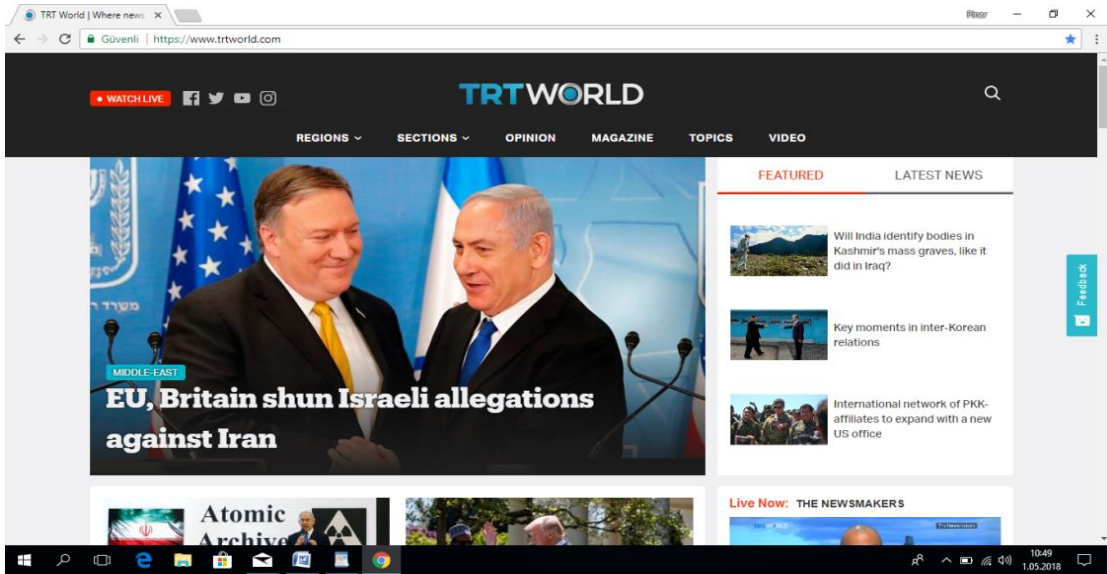 TRT World | Where news
Pınar
Güvenli | https://www.trtworld.com
WATCH LIVE
TRTWORLD
REGIONS
SECTIONS
OPINION
MAGAZINE
TOPICS
VIDEO
MIDDLE-EAST
EU, Britain shun Israeli allegations
against Iran
FEATURED
LATEST NEWS
Will India identify bodies in
Kashmir's mass graves, like it
did in Iraq?
Key moments in inter-Korean
relations
International network of PKK-
affiliates to expand with a new
US office
Feedback
Atomic
Archive
Live Now: THE NEWSMAKERS
10:49
1.05.2018